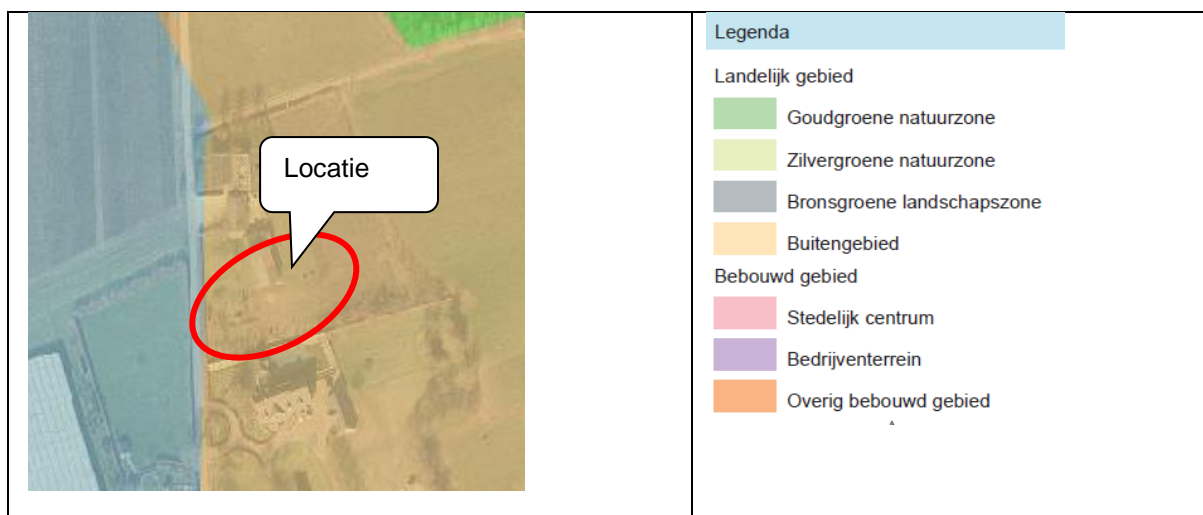 Locatie
Legenda
Landelijk gebied
Goudgroene natuurzone
Zilvergroene natuurzone
Bronsgroene landschapszone
Buitengebied
Bebouwd gebied
Stedelijk centrum
Bedrijventerrein
Overig bebouwd gebied